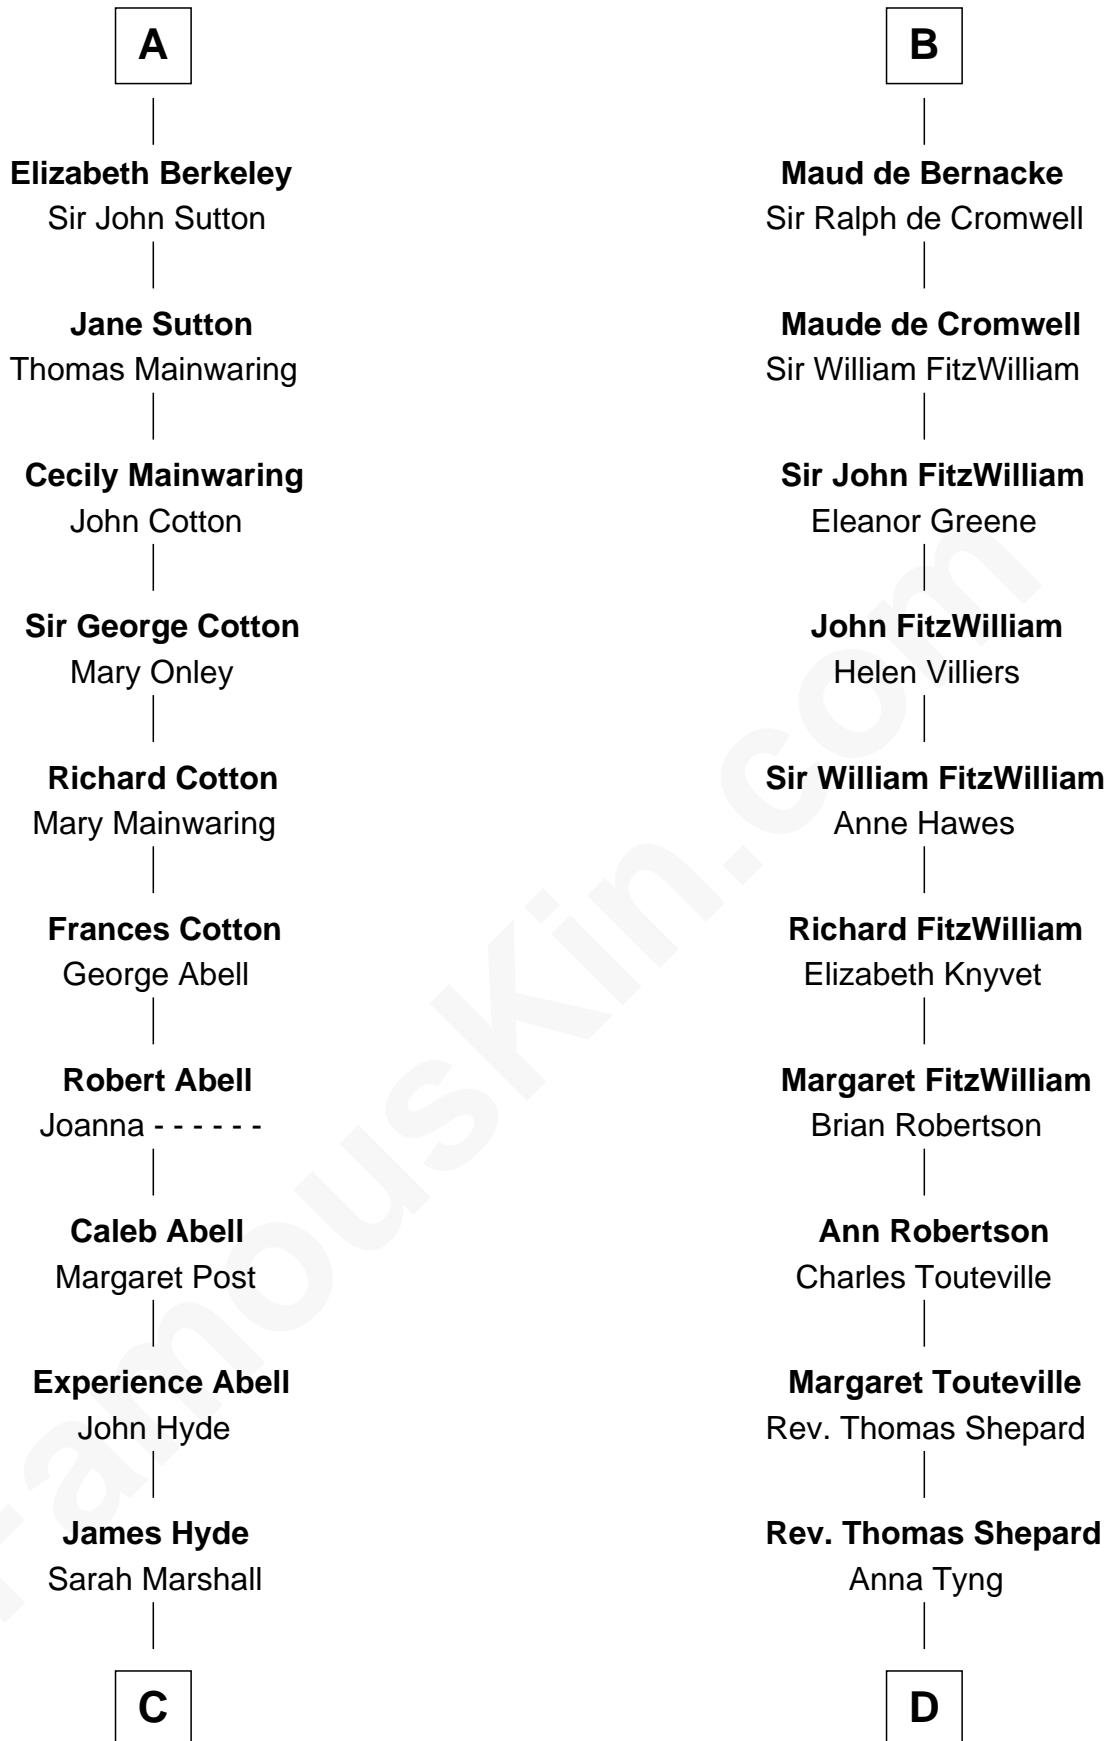 A
Elizabeth Berkeley
Sir John Sutton
Jane Sutton
Thomas Mainwaring
Cecily Mainwaring
John Cotton
Sir George Cotton
Mary Onley
Richard Cotton
Mary Mainwaring
Frances Cotton
George Abell
Robert Abell
Joanna - - - - - -
Caleb Abell
Margaret Post
Experience Abell
John Hyde
James Hyde
Sarah Marshall
C
B
Maud de Bernacke
Sir Ralph de Cromwell
Maude de Cromwell
Sir William FitzWilliam
Sir John FitzWilliam
Eleanor Greene
John FitzWilliam
Helen Villiers
Sir William FitzWilliam
Anne Hawes
Richard FitzWilliam
Elizabeth Knyvet
Margaret FitzWilliam
Brian Robertson
Ann Robertson
Charles Touteville
Margaret Touteville
Rev. Thomas Shepard
Rev. Thomas Shepard
Anna Tyng
D
FamousKin.com